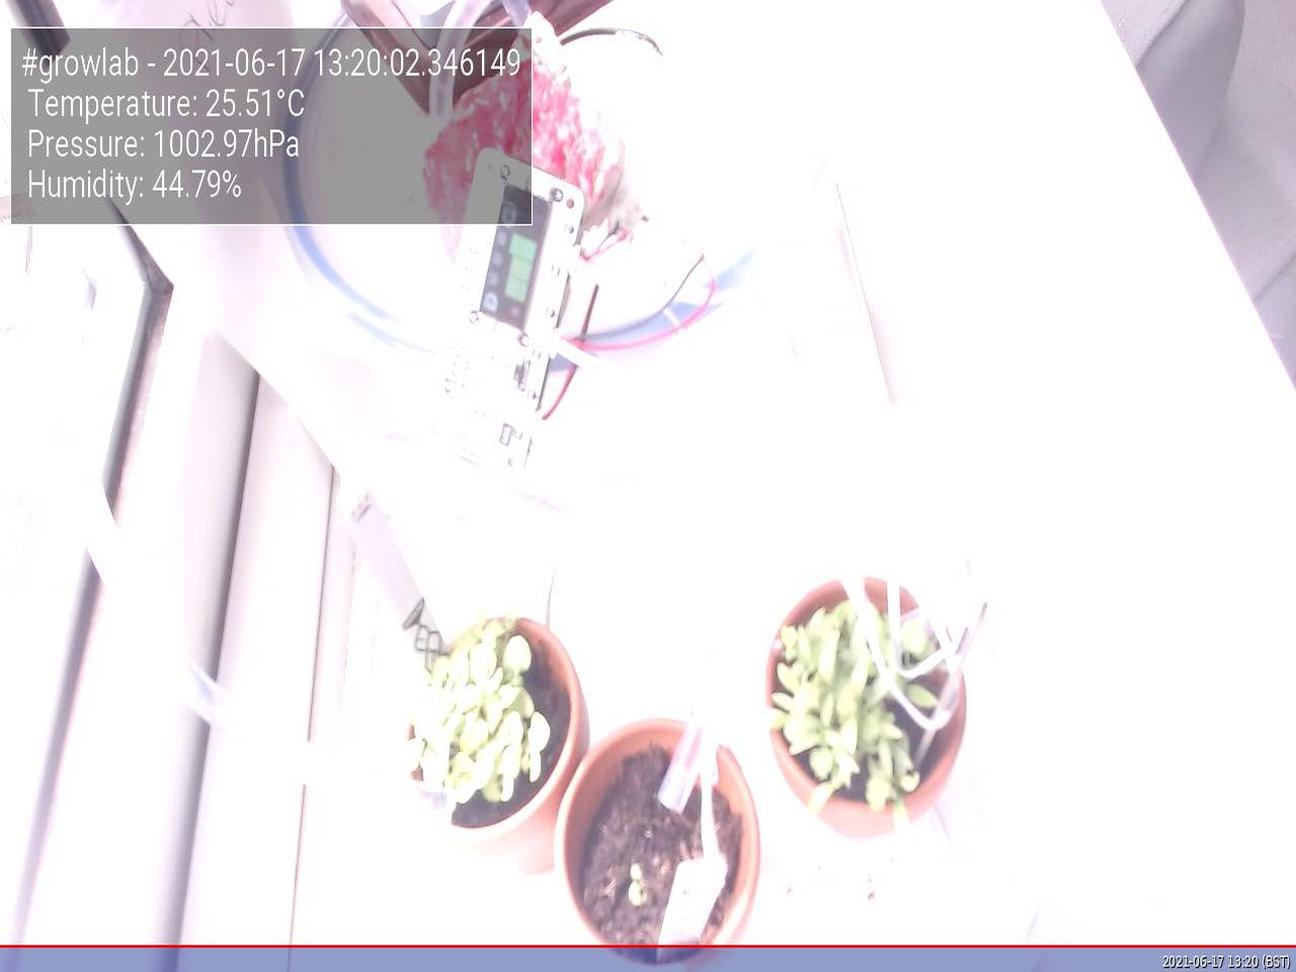 #growlab - 2021-06-17 13:20:02.346149
Temperature: 25.51°C
Pressure: 1002.97hPa
Humidity: 44.79%
2021-06-17 13:20 (BST)